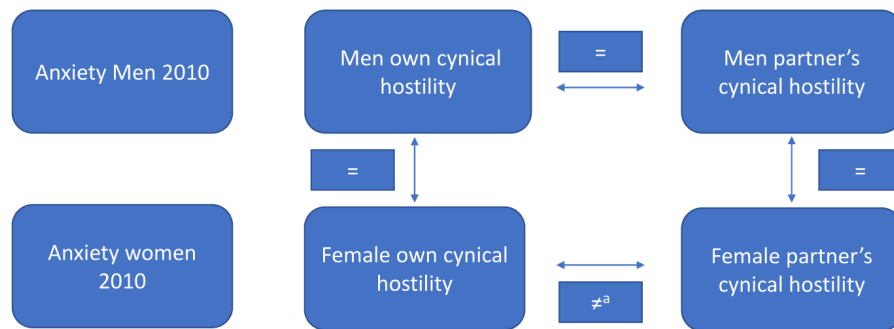 Anxiety Men 2010
Men own cynical
hostility
=
Men partner's
cynical hostility
=
=
Anxiety women
2010
Female own cynical
hostility
≠ᵃ
Female partner's
cynical hostility